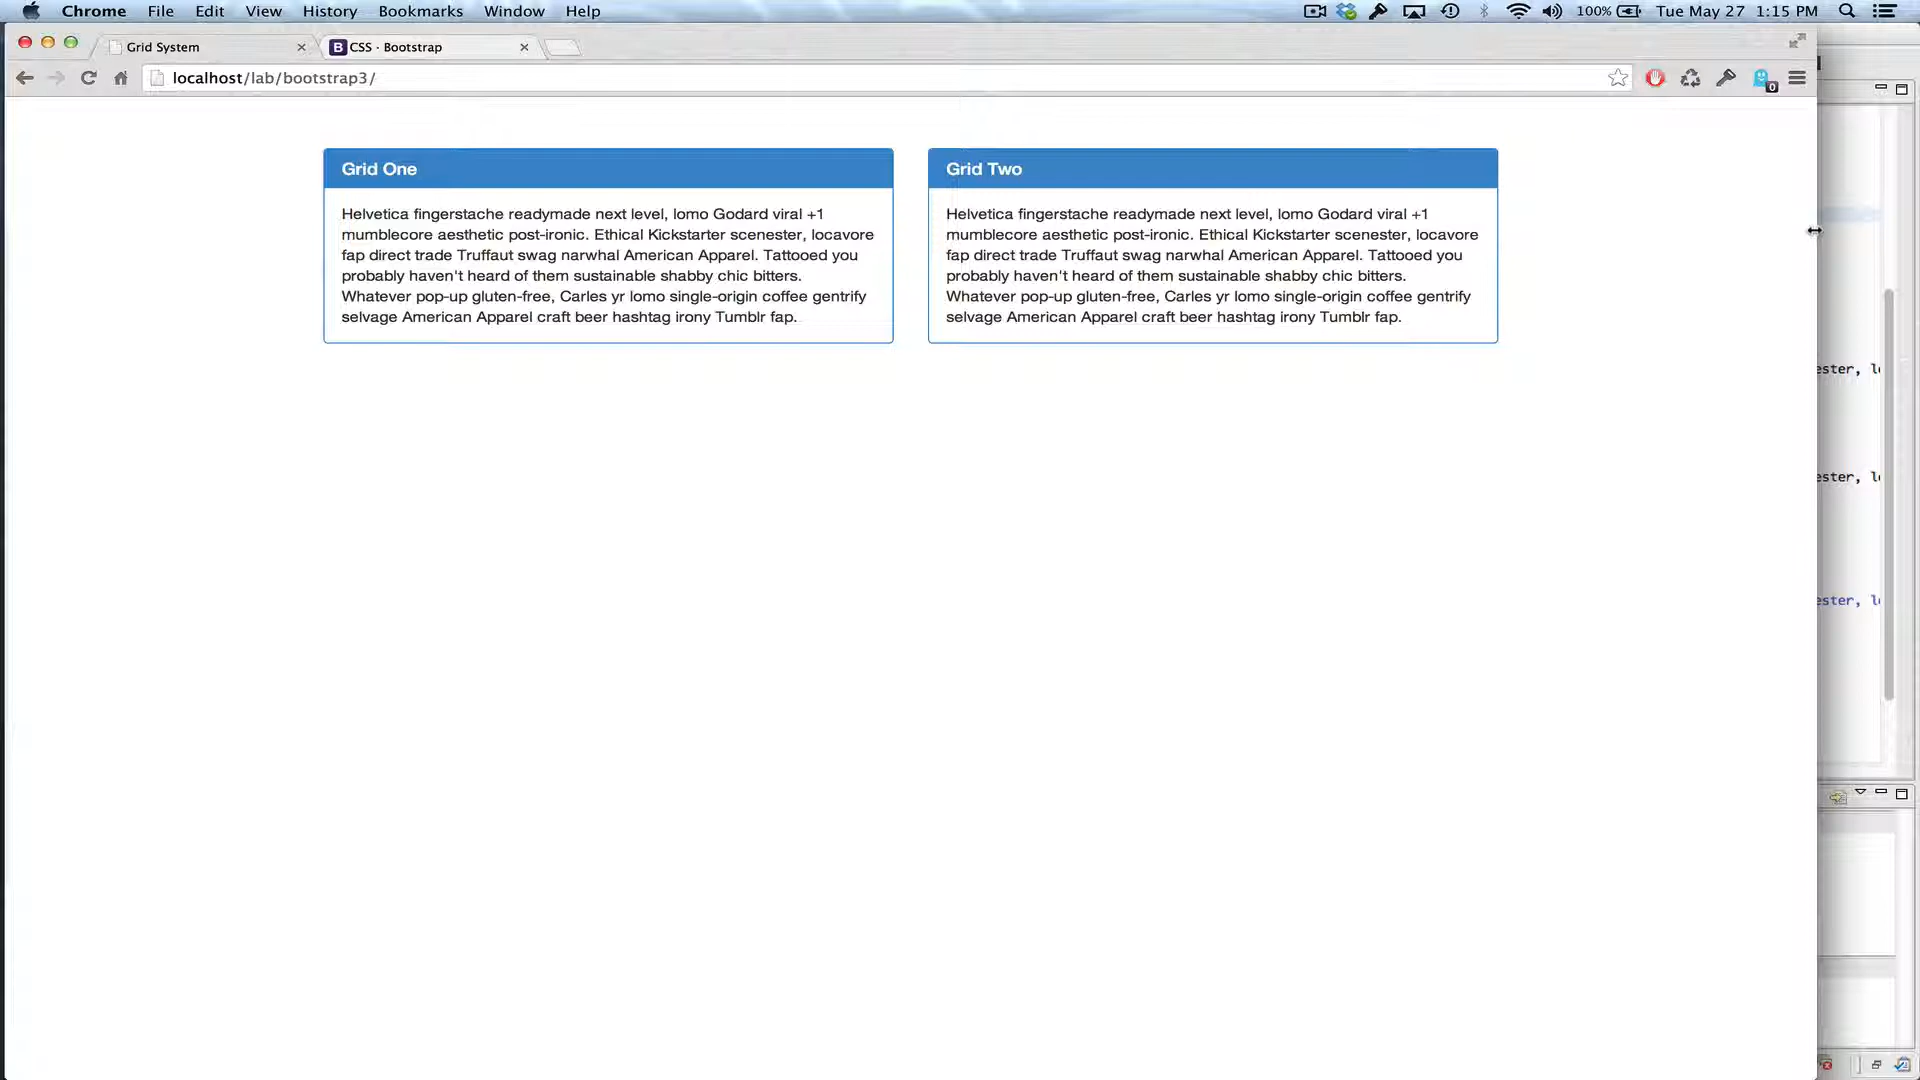 Chrome File Edit View History Bookmarks Window Help 100% Tue May 27 1:15 PM
Grid System B CSS · Bootstrap
localhost/lab/bootstrap3/
0
Grid One
Helvetica fingerstache readymade next level, lomo Godard viral +1
mumblecore aesthetic post-ironic. Ethical Kickstarter scenester, locavore
fap direct trade Truffaut swag narwhal American Apparel. Tattooed you
probably haven't heard of them sustainable shabby chic bitters.
Whatever pop-up gluten-free, Carles yr lomo single-origin coffee gentrify
selvage American Apparel craft beer hashtag irony Tumblr fap.
Grid Two
Helvetica fingerstache readymade next level, lomo Godard viral +1
mumblecore aesthetic post-ironic. Ethical Kickstarter scenester, locavore
fap direct trade Truffaut swag narwhal American Apparel. Tattooed you
probably haven't heard of them sustainable shabby chic bitters.
Whatever pop-up gluten-free, Carles yr lomo single-origin coffee gentrify
selvage American Apparel craft beer hashtag irony Tumblr fap.
ester,
ester,
ester,